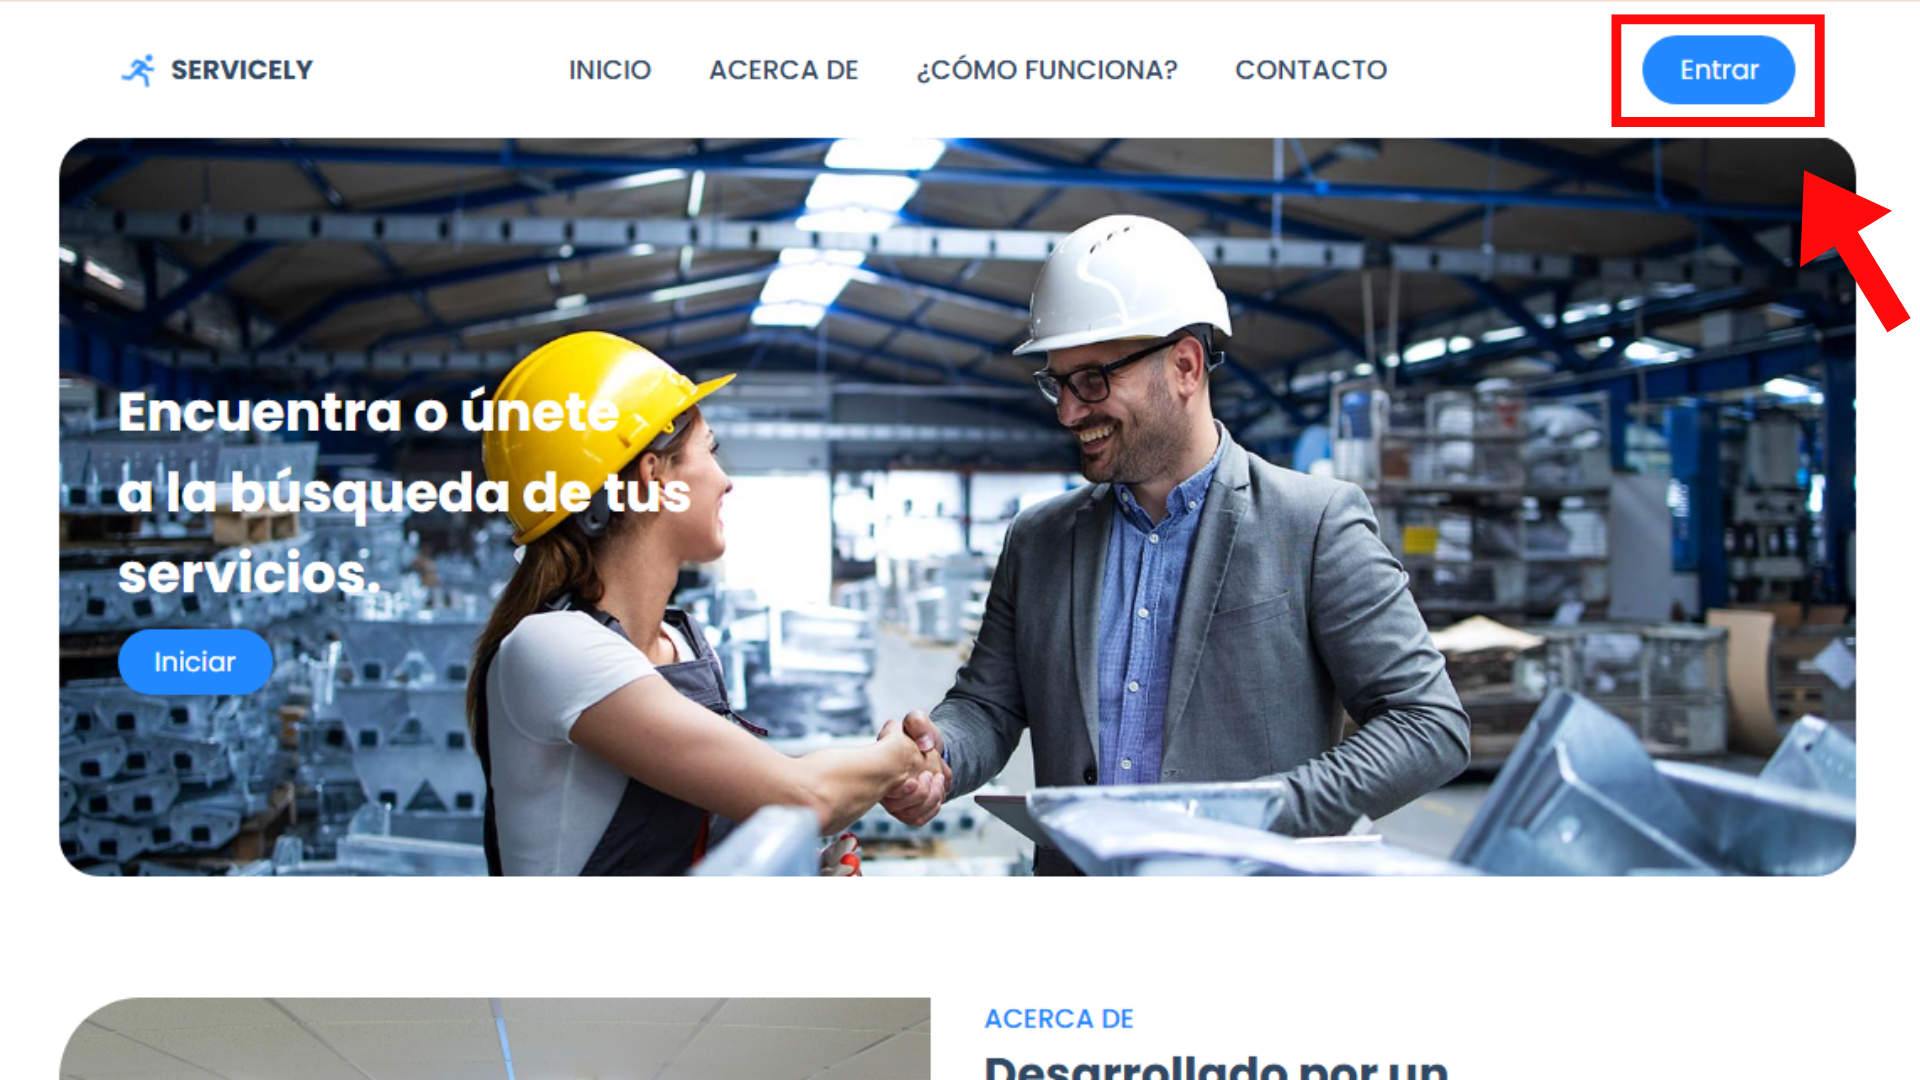 SERVICELY
INICIO
ACERCA DE
¿CÓMO FUNCIONA?
CONTACTO
Entrar
Encuentra o únete
a la búsqueda de tus
servicios.
Iniciar
ACERCA DE
Desarrollado por un